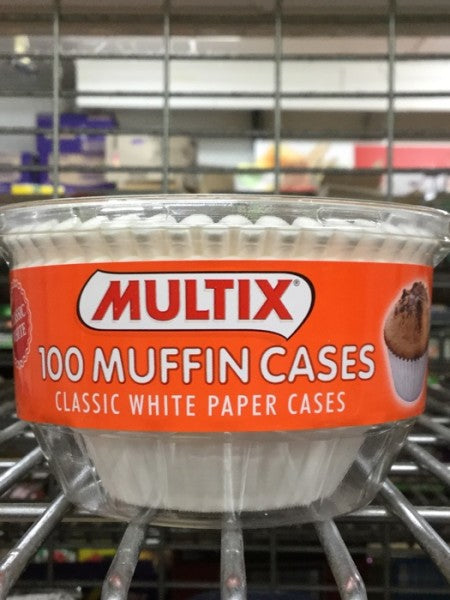 MULTIX®
100 MUFFIN CASES
CLASSIC WHITE PAPER CASES